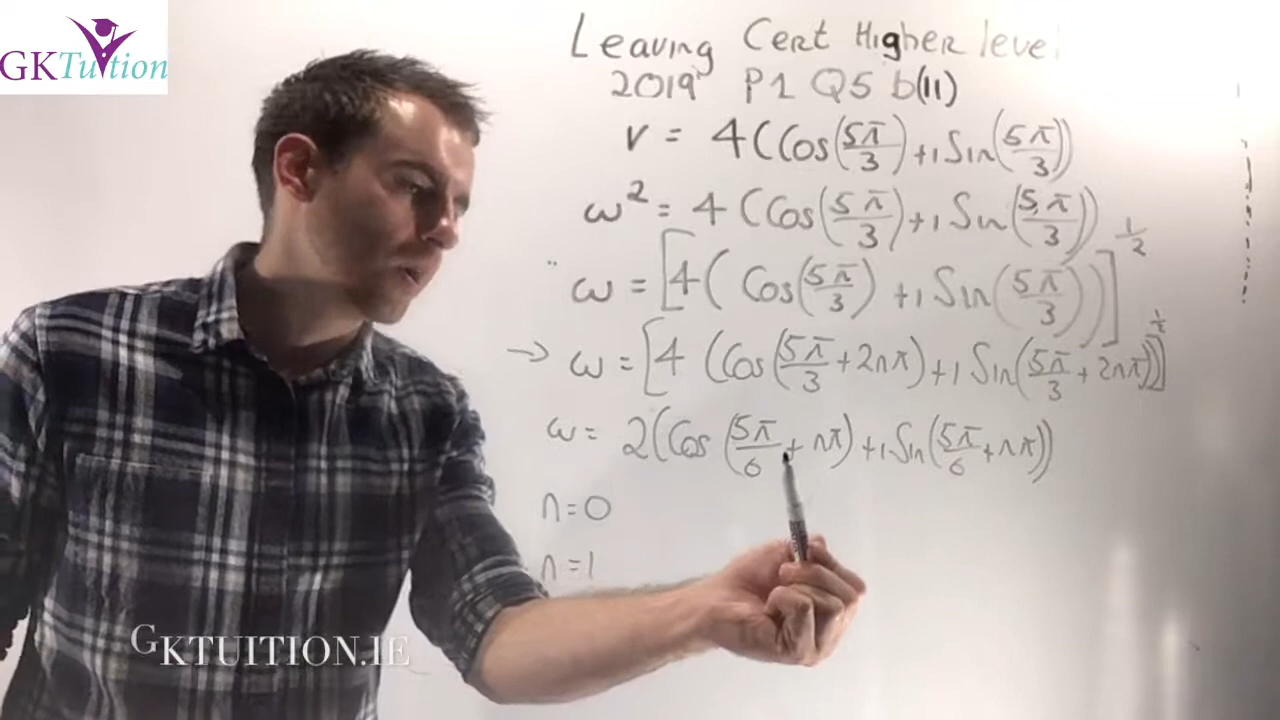 GKTuition
Leaving Cert Higher level
2019 P1 Q5 b(ii)
v = 4(Cos(5π/3) + i Sin(5π/3))
ω² = 4(Cos(5π/3) + i Sin(5π/3))
ω = [4(Cos(5π/3) + i Sin(5π/3))]^1/2
→ ω = [4(Cos(5π/3 + 2nπ) + i Sin(5π/3 + 2nπ))]^1/2
ω = 2(Cos(5π/6 + nπ) + i Sin(5π/6 + nπ))
n = 0
n = 1
GKTUITION.IE